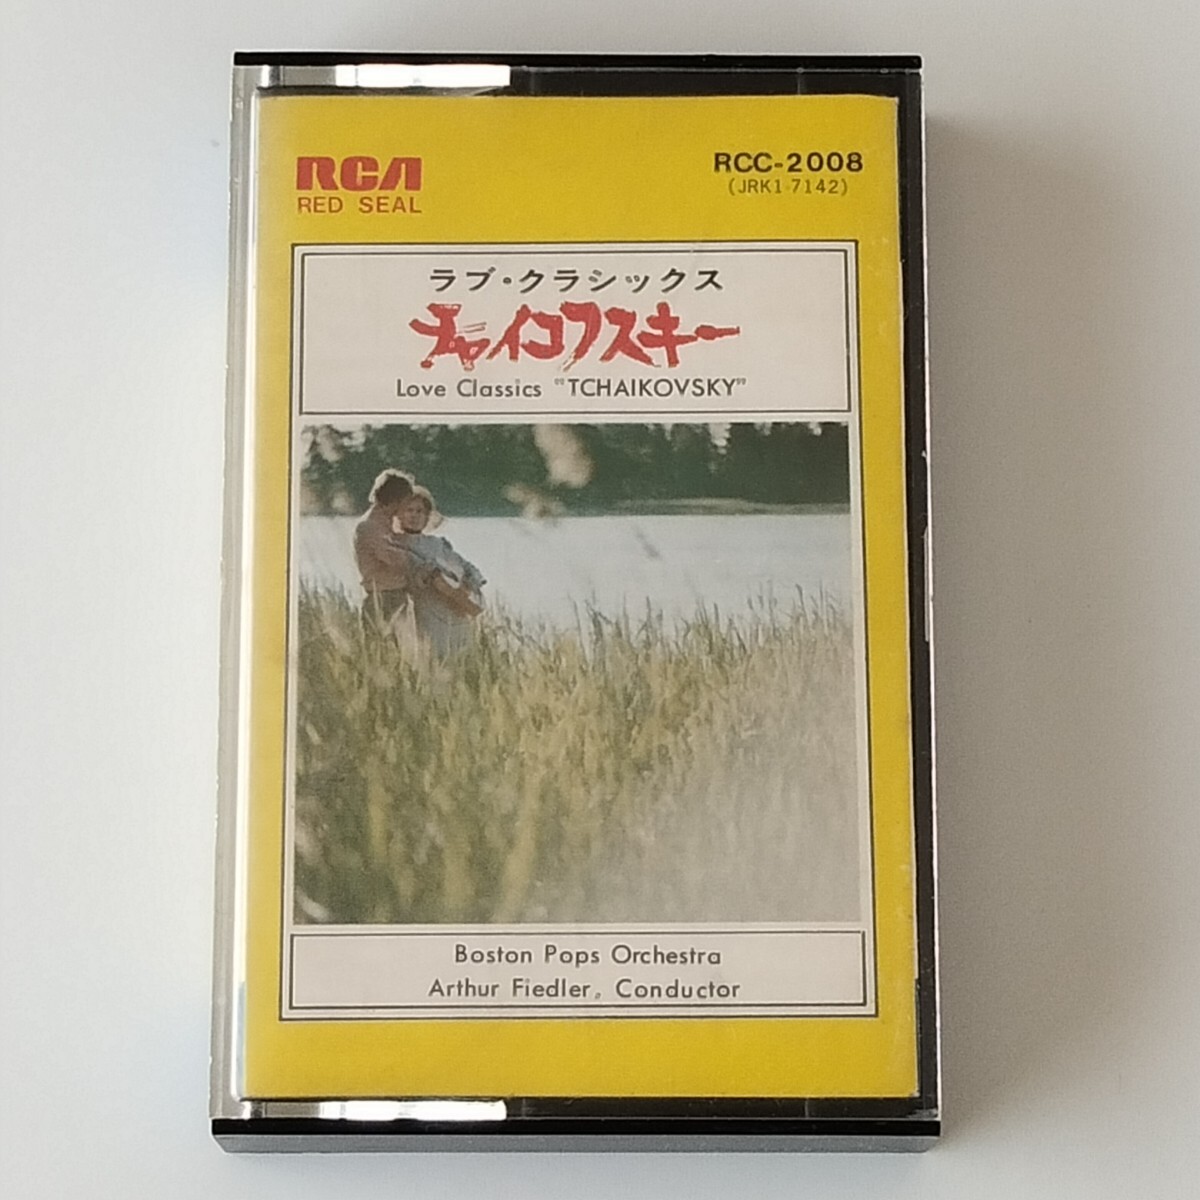 RCA
RED SEAL
RCC-2008
(JRK1-7142)
ラブ・クラシックス
チャイコフスキー
Love Classics "TCHAIKOVSKY"
Boston Pops Orchestra
Arthur Fiedler, Conductor